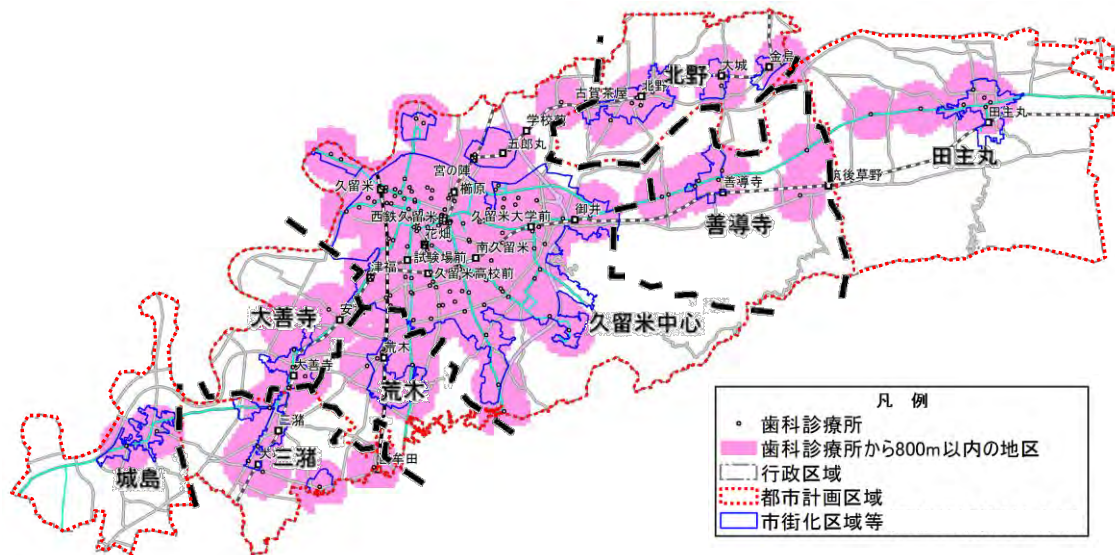 金島
大城
北野
北野
古賀茶屋
学校前
五郎丸
田主丸
田主丸
宮の陣
久留米
櫛原
善導寺
筑後草野
善導寺
西鉄久留米
久留米大学前
御井
花畑
南久留米
試験場前
津福
久留米高校前
大善寺
安武
久留米中心
荒木
大善寺
荒木
三潴
三潴
城島
凡 例
歯科診療所
歯科診療所から800m以内の地区
行政区域
都市計画区域
市街化区域等